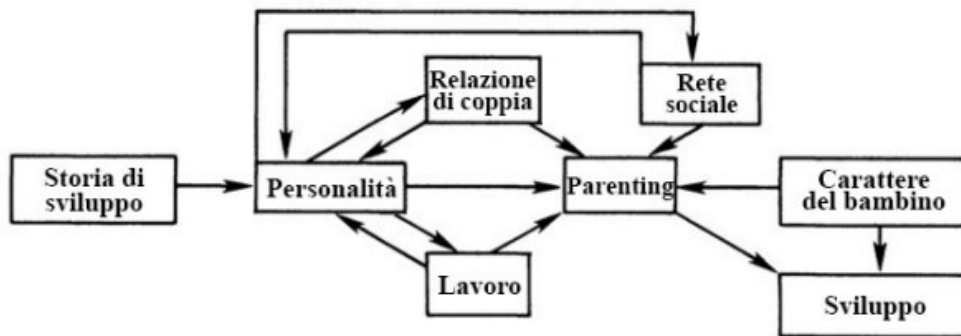 Relazione
di coppia
Rete
sociale
Storia di
sviluppo
Personalità
Parenting
Carattere
del bambino
Lavoro
Sviluppo